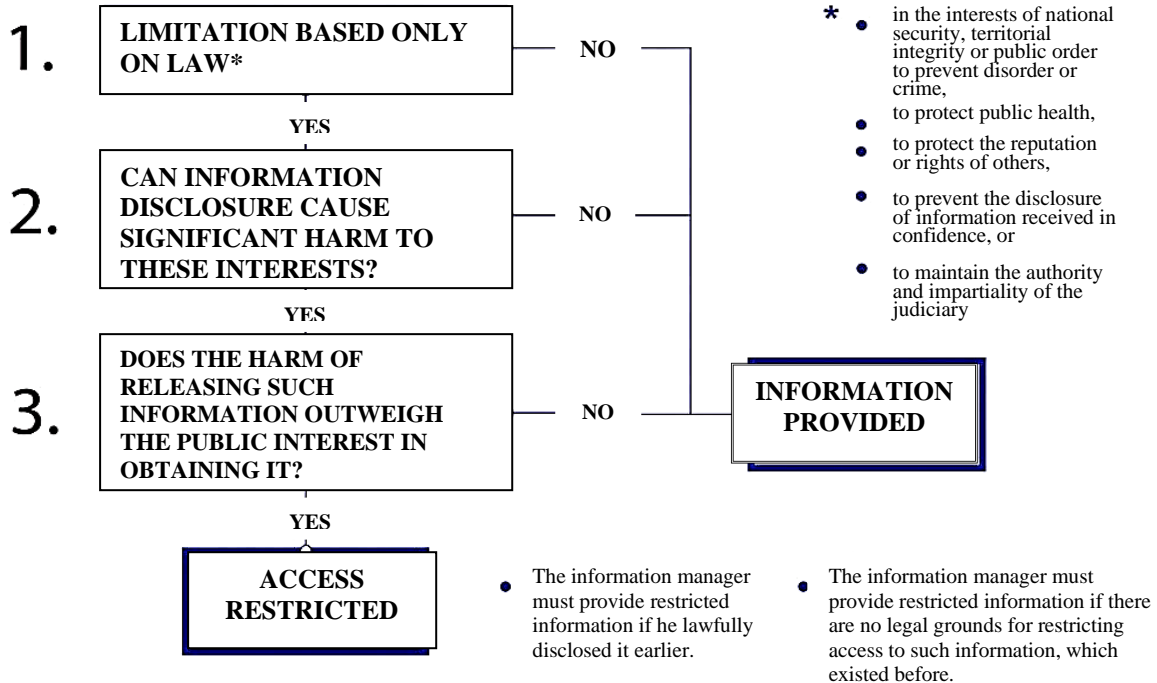 1.
LIMITATION BASED ONLY
ON LAW*
NO
YES
2.
CAN INFORMATION
DISCLOSURE CAUSE
SIGNIFICANT HARM TO
THESE INTERESTS?
NO
YES
3.
DOES THE HARM OF
RELEASING SUCH
INFORMATION OUTWEIGH
THE PUBLIC INTEREST IN
OBTAINING IT?
NO
YES
ACCESS
RESTRICTED
INFORMATION
PROVIDED
*
in the interests of national
security, territorial
integrity or public order
to prevent disorder or
crime,
to protect public health,
to protect the reputation
or rights of others,
to prevent the disclosure
of information received in
confidence, or
to maintain the authority
and impartiality of the
judiciary
The information manager
must provide restricted
information if he lawfully
disclosed it earlier.
The information manager must
provide restricted information if there
are no legal grounds for restricting
access to such information, which
existed before.